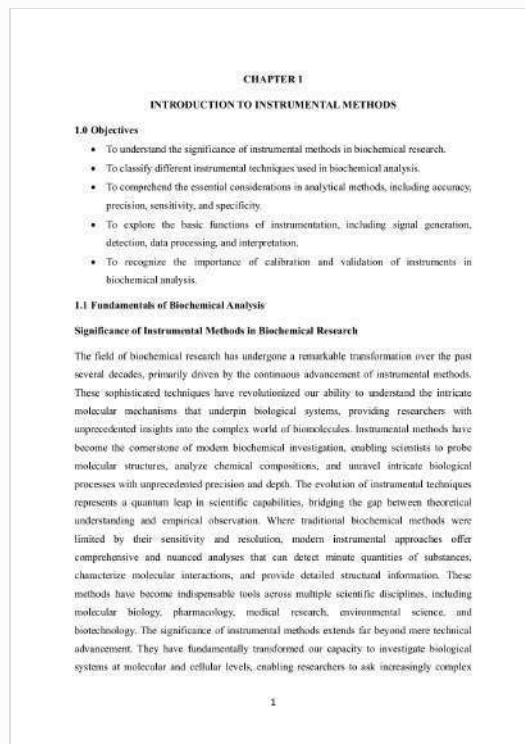 CHAPTER 1
INTRODUCTION TO INSTRUMENTAL METHODS
1.0 Objectives
• To understand the significance of instrumental methods in biochemical research.
• To classify different instrumental techniques used in biochemical analysis.
• To comprehend the essential considerations in analytical methods, including accuracy,
precision, sensitivity, and specificity.
• To explore the basic functions of instrumentation, including signal generation,
detection, data processing, and interpretation.
• To recognize the importance of calibration and validation of instruments in
biochemical analysis.
1.1 Fundamentals of Biochemical Analysis
Significance of Instrumental Methods in Biochemical Research
The field of biochemical research has undergone a remarkable transformation over the past
several decades, primarily driven by the continuous advancement of instrumental methods.
These sophisticated techniques have revolutionized our ability to understand the intricate
molecular mechanisms that underpin biological systems, providing researchers with
unprecedented insights into the complex world of biomolecules. Instrumental methods have
become the cornerstone of modern biochemical investigation, enabling scientists to probe
molecular structures, analyze chemical compositions, and unravel intricate biological
processes with unprecedented precision and depth. The evolution of instrumental techniques
represents a quantum leap in scientific capabilities, bridging the gap between theoretical
understanding and empirical observation. Where traditional biochemical methods were
limited by their sensitivity and resolution, modern instrumental approaches offer
comprehensive and nuanced analyses that can detect minute quantities of substances,
characterize molecular interactions, and provide detailed structural information. These
methods have become indispensable tools across multiple scientific disciplines, including
molecular biology, pharmacology, medical research, environmental science, and
biotechnology. The significance of instrumental methods extends far beyond mere technical
advancement. They have fundamentally transformed our capacity to investigate biological
systems at molecular and cellular levels, enabling researchers to ask increasingly complex
1